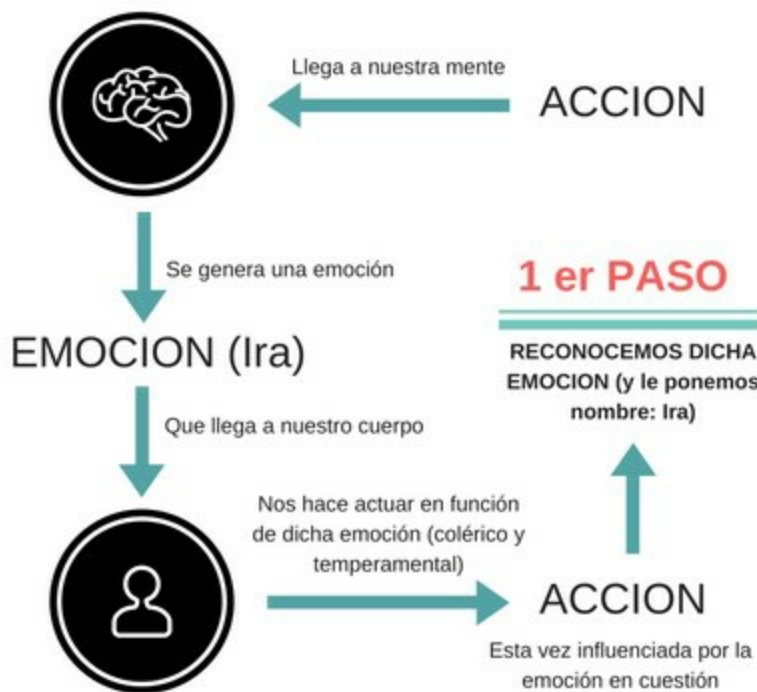 Llega a nuestra mente
ACCION
Se genera una emoción
EMOCION (Ira)
Que llega a nuestro cuerpo
Nos hace actuar en función
de dicha emoción (colérico y
temperamental)
ACCION
Esta vez influenciada por la
emoción en cuestión
1 er PASO
RECONOCEMOS DICHA
EMOCION (y le ponemos
nombre: Ira)